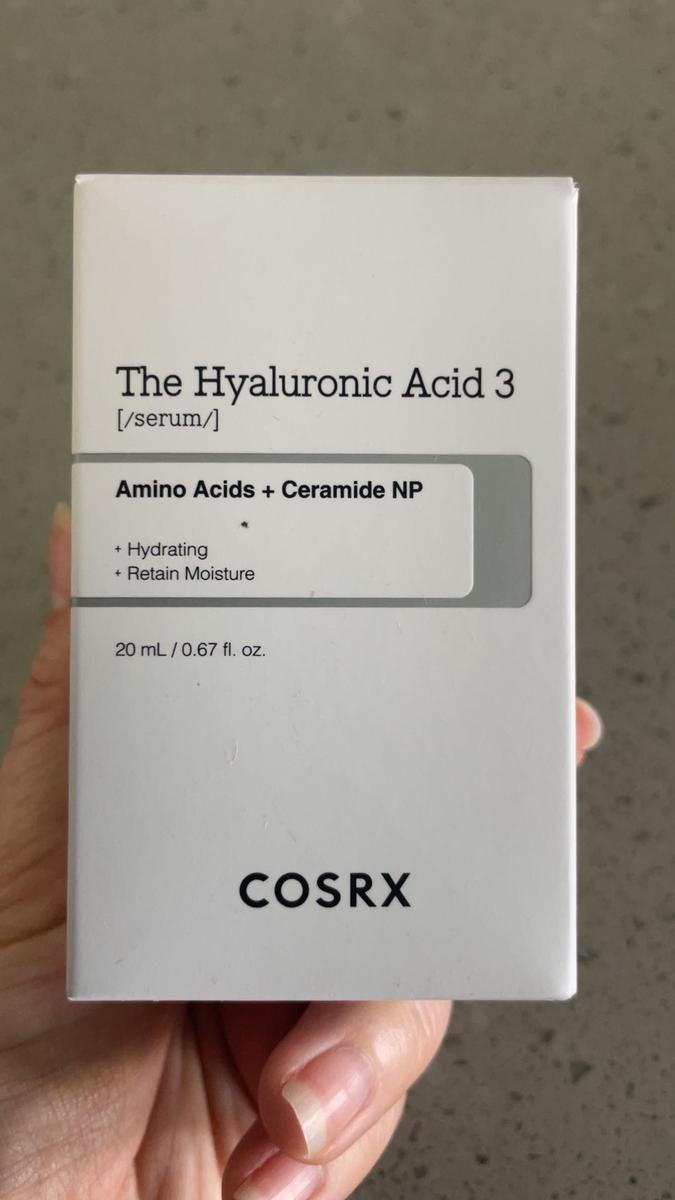 The Hyaluronic Acid 3
[/serum/]
Amino Acids + Ceramide NP
+ Hydrating
+ Retain Moisture
20 mL / 0.67 fl. oz.
COSRX